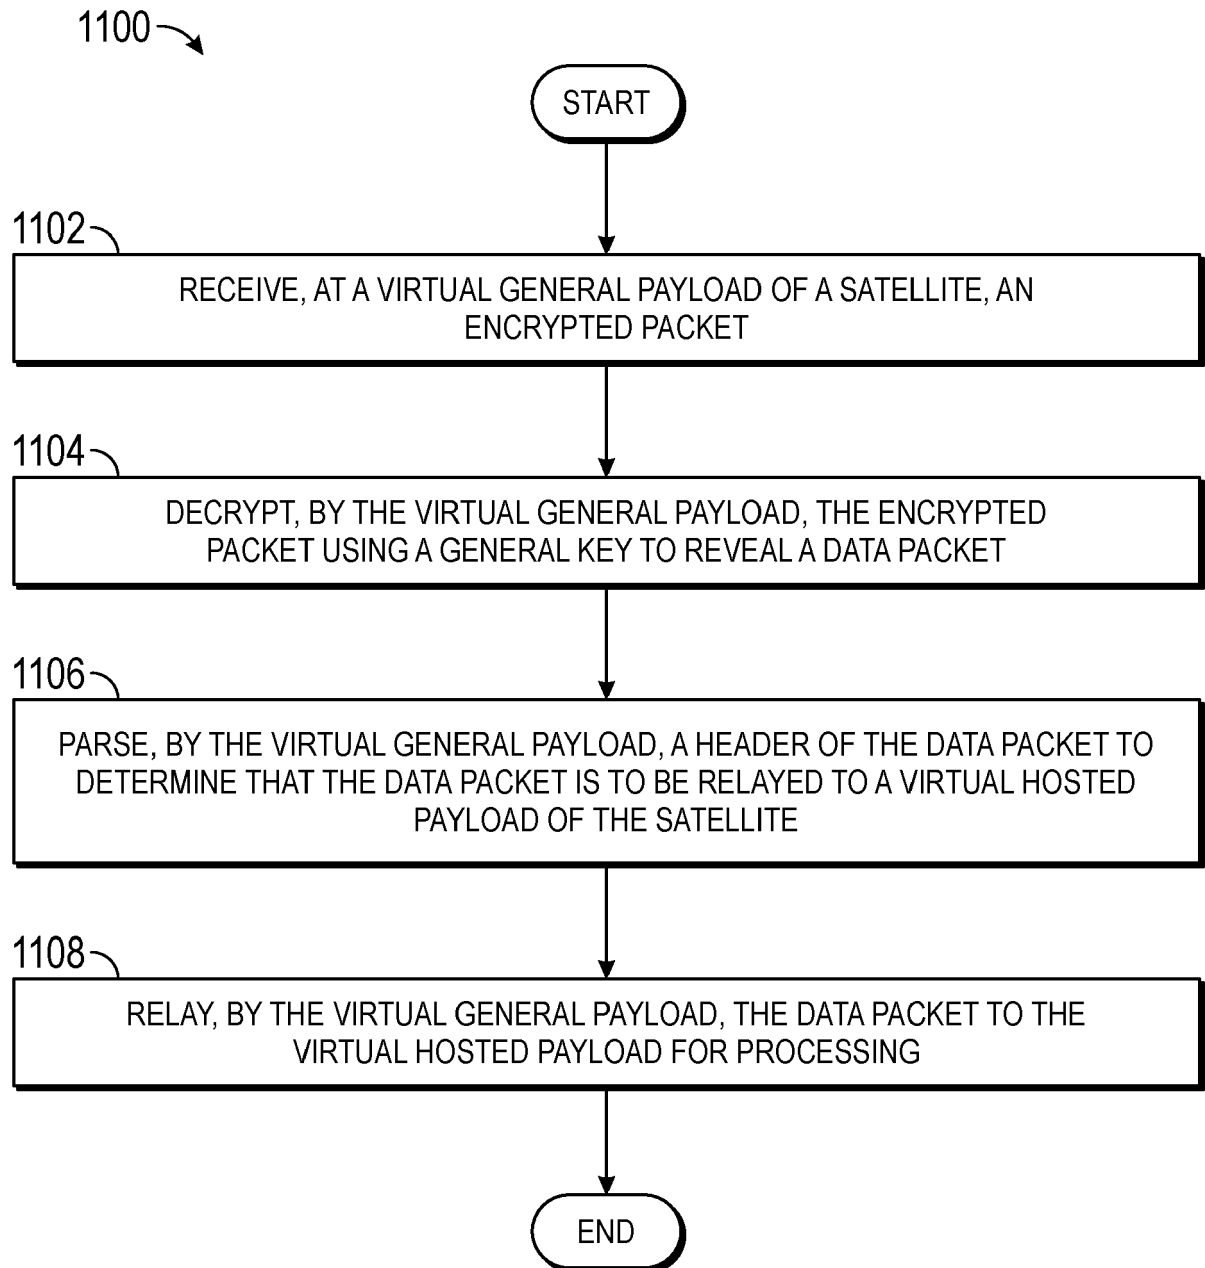 1100
START
1102
RECEIVE, AT A VIRTUAL GENERAL PAYLOAD OF A SATELLITE, AN
ENCRYPTED PACKET
1104
DECRYPT, BY THE VIRTUAL GENERAL PAYLOAD, THE ENCRYPTED
PACKET USING A GENERAL KEY TO REVEAL A DATA PACKET
1106
PARSE, BY THE VIRTUAL GENERAL PAYLOAD, A HEADER OF THE DATA PACKET TO
DETERMINE THAT THE DATA PACKET IS TO BE RELAYED TO A VIRTUAL HOSTED
PAYLOAD OF THE SATELLITE
1108
RELAY, BY THE VIRTUAL GENERAL PAYLOAD, THE DATA PACKET TO THE
VIRTUAL HOSTED PAYLOAD FOR PROCESSING
END